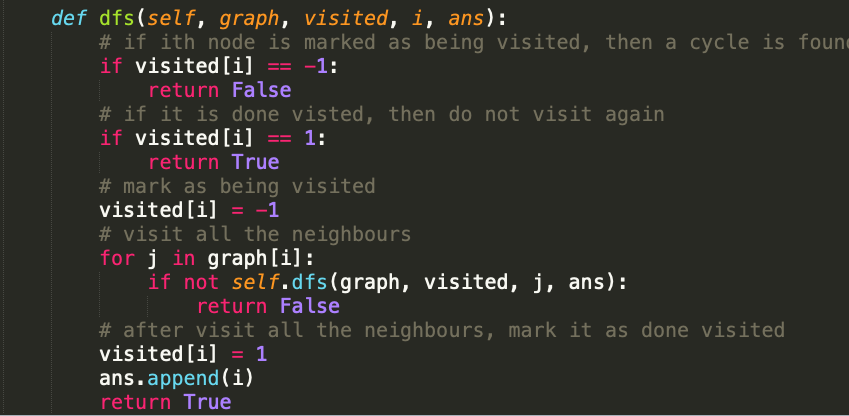 def dfs(self, graph, visited, i, ans):
# if ith node is marked as being visited, then a cycle is foun
if visited[i] == -1:
return False
# if it is done visted, then do not visit again
if visited[i] == 1:
return True
# mark as being visited
visited[i] = -1
# visit all the neighbours
for j in graph[i]:
if not self.dfs(graph, visited, j, ans):
return False
# after visit all the neighbours, mark it as done visited
visited[i] = 1
ans.append(i)
return True